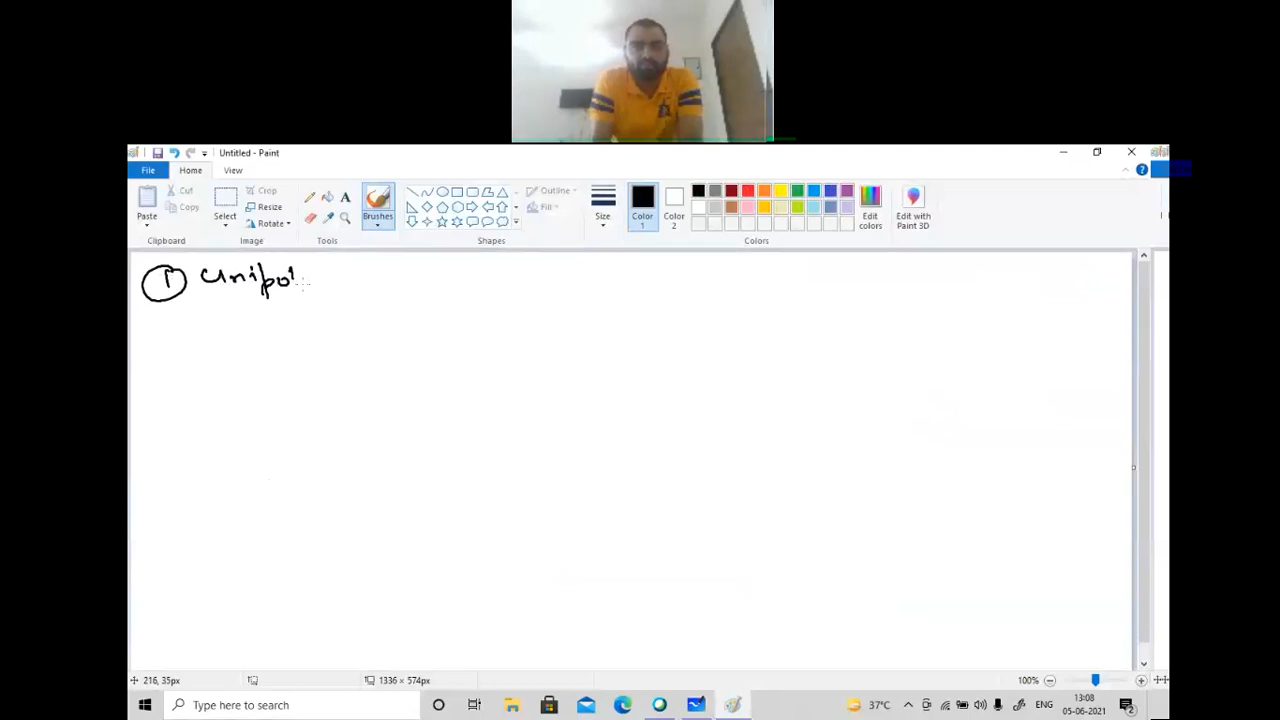 Untitled - Paint
File Home View
Paste Cut Copy Clipboard
Select Crop Resize Rotate Image
Tools
Brushes
Shapes
Outline Fill
Size
Color 1
Color 2
Edit colors
Colors
Edit with Paint 3D
1 Unipol
216, 35px
1336 × 574px
100%
Type here to search
37°C
ENG
13:08
05-06-2021
2